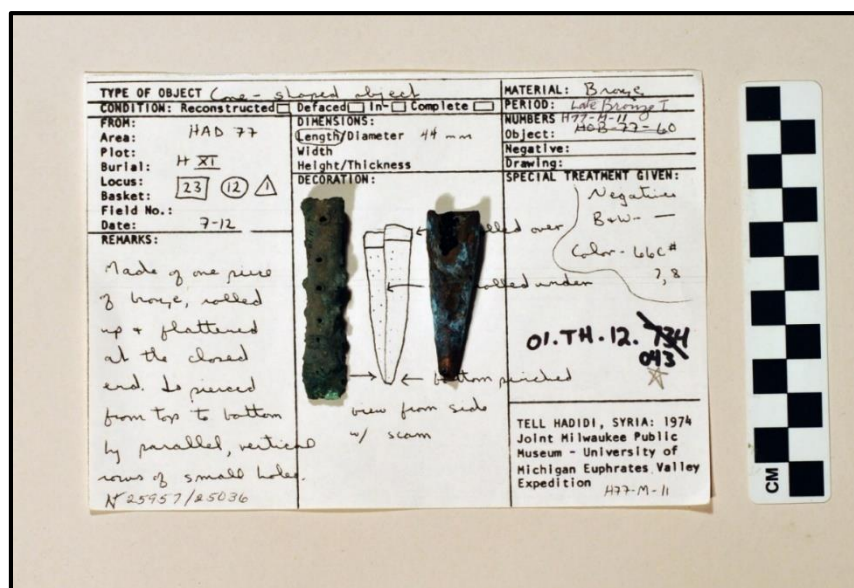 TYPE OF OBJECT Cone-shaped object
CONDITION: Reconstructed Defaced In- Complete
FROM:
Area: HAD 77
Plot:
Burial: H XI
Locus: 23 12 1
Basket:
Field No.:
Date: 7-12
REMARKS:
Made of one piece
of bronze, rolled
up + flattened
at the closed
end. Is pierced
from top to bottom
by parallel, vertical
rows of small holes.
N 25957/25036
DIMENSIONS:
Length/Diameter 44 mm
Width
Height/Thickness
DECORATION:
rolled over
rolled under
bottom pinched
view from side
w/ seam
MATERIAL: Bronze
PERIOD: Late Bronze I
NUMBERS H77-M-11
Object: HOB-77-60
Negative:
Drawing:
SPECIAL TREATMENT GIVEN:
Negatives
B+W- —
Color - 66C#
7,8
01.TH.12.734
043
TELL HADIDI, SYRIA: 1974
Joint Milwaukee Public
Museum - University of
Michigan Euphrates Valley
Expedition H77-M-11
CM